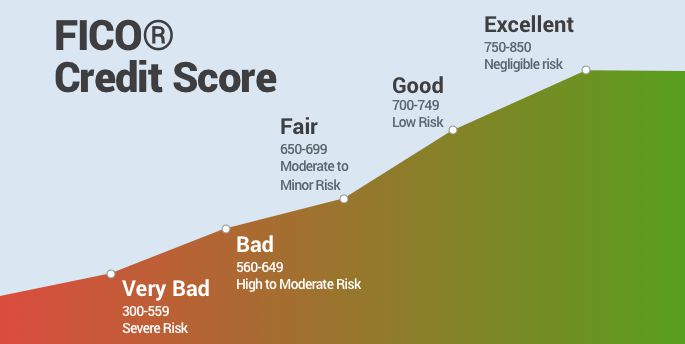 FICO®
Credit Score
Excellent
750-850
Negligible risk
Good
700-749
Low Risk
Fair
650-699
Moderate to
Minor Risk
Bad
560-649
High to Moderate Risk
Very Bad
300-559
Severe Risk